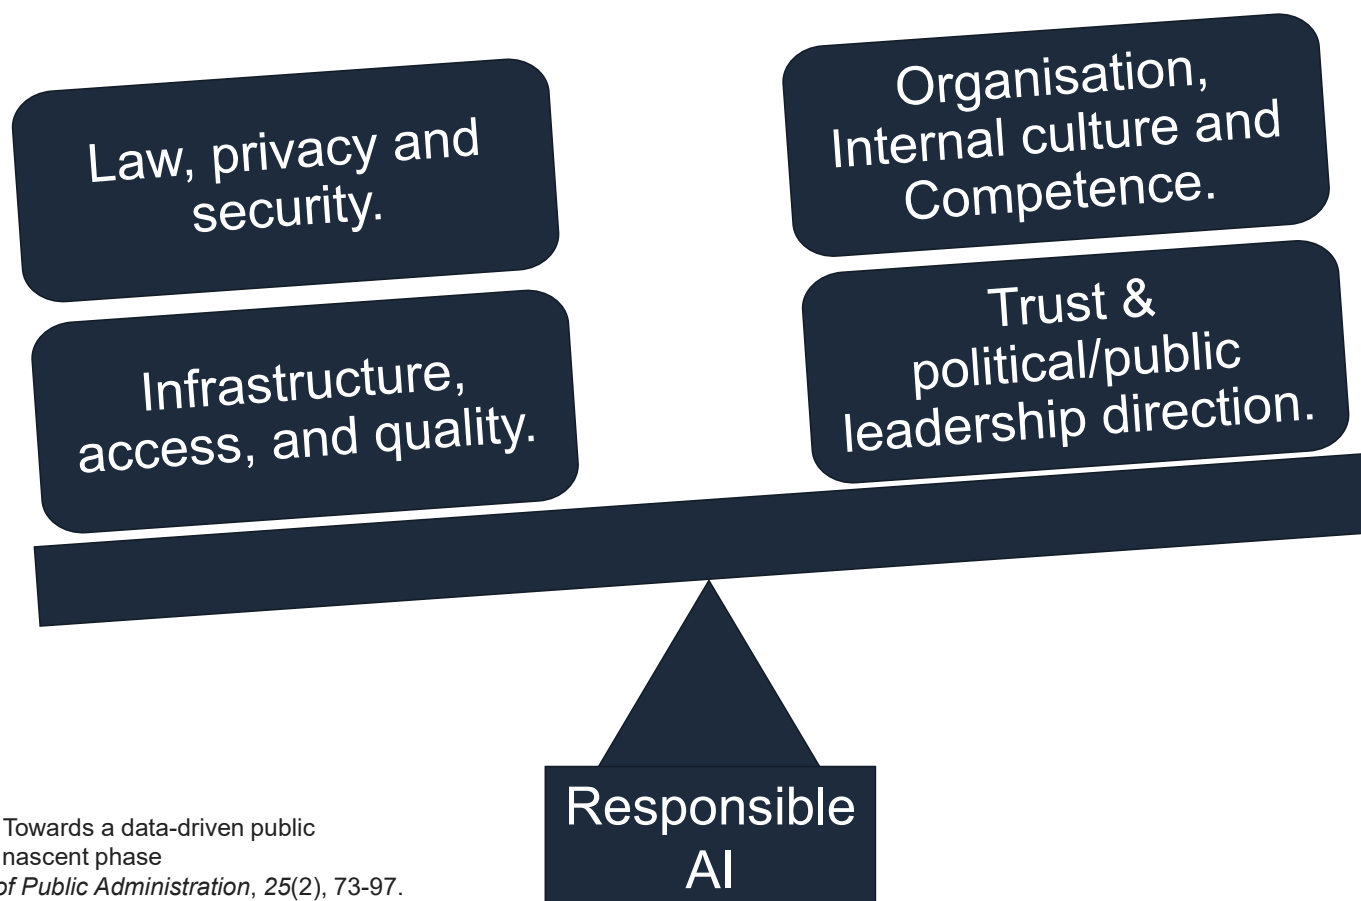 Law, privacy and
security.
Organisation,
Internal culture and
Competence.
Infrastructure,
access, and quality.
Trust &
political/public
leadership direction.
Responsible
AI
Towards a data-driven public
nascent phase
of Public Administration, 25(2), 73-97.